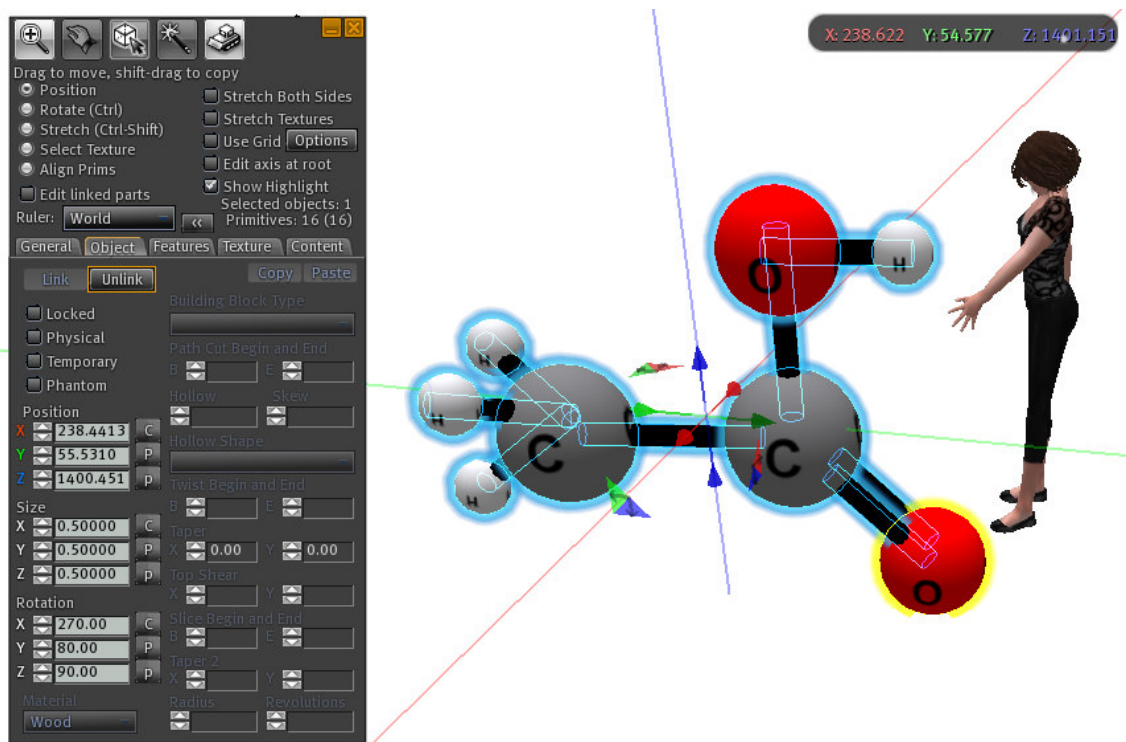 X: 238.622 Y: 54.577 Z: 1401.151
Drag to move, shift-drag to copy
Position
Rotate (Ctrl)
Stretch (Ctrl-Shift)
Select Texture
Align Prims
Edit linked parts
Stretch Both Sides
Stretch Textures
Use Grid Options
Edit axis at root
Show Highlight
Selected objects: 1
Ruler: World << Primitives: 16 (16)
General Object Features Texture Content
Link Unlink Copy Paste
Locked
Physical
Temporary
Phantom
Position
X 238.4413 C
Y 55.5310 P
Z 1400.451 p
Size
X 0.50000 C
Y 0.50000 P
Z 0.50000 p
Rotation
X 270.00 C
Y 80.00 P
Z 90.00 p
Material
Wood
Building Block Type
Path Cut Begin and End
B E
Hollow Skew
Hollow Shape
Twist Begin and End
B E
Taper
X 0.00 Y 0.00
Top Shear
X Y
Slice Begin and End
B E
Taper 2
X Y
Radius Revolutions
O H
H
H C C
H
O